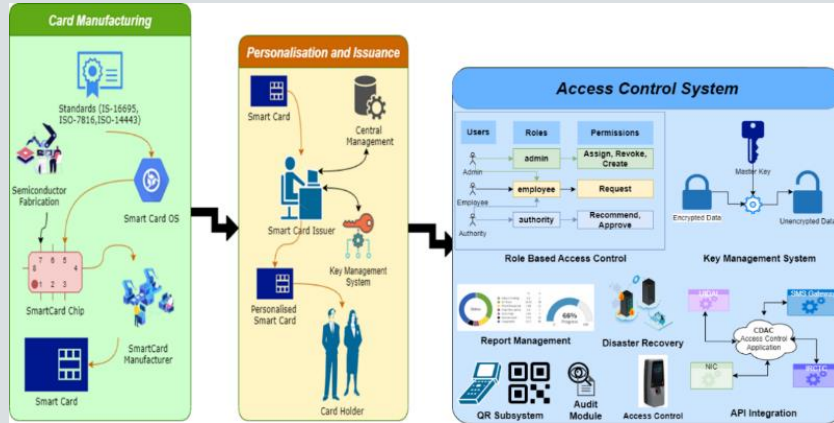 Card Manufacturing
Standards (IS-16695,
ISO-7816,ISO-14443)
Semiconductor
Fabrication
Smart Card OS
7 6 5
8 4
1 2 3
SmartCard Chip
SmartCard
Manufacturer
Smart Card
Personalisation and Issuance
Smart Card
Central
Management
Smart Card Issuer
Key Management
System
Personalised
Smart Card
Card Holder
Access Control System
Users Roles Permissions
Admin
admin
Assign, Revoke,
Create
Employee
employee
Request
Authority
authority
Recommend,
Approve
Role Based Access Control
Master Key
Encrypted Data
Unencrypted Data
Key Management System
66%
Report Management
Disaster Recovery
QR Subsystem
Audit
Module
Access Control
UIDAI
SMS Gateway
CDAC
Access Control
Application
NIC
IRCTC
API Integration